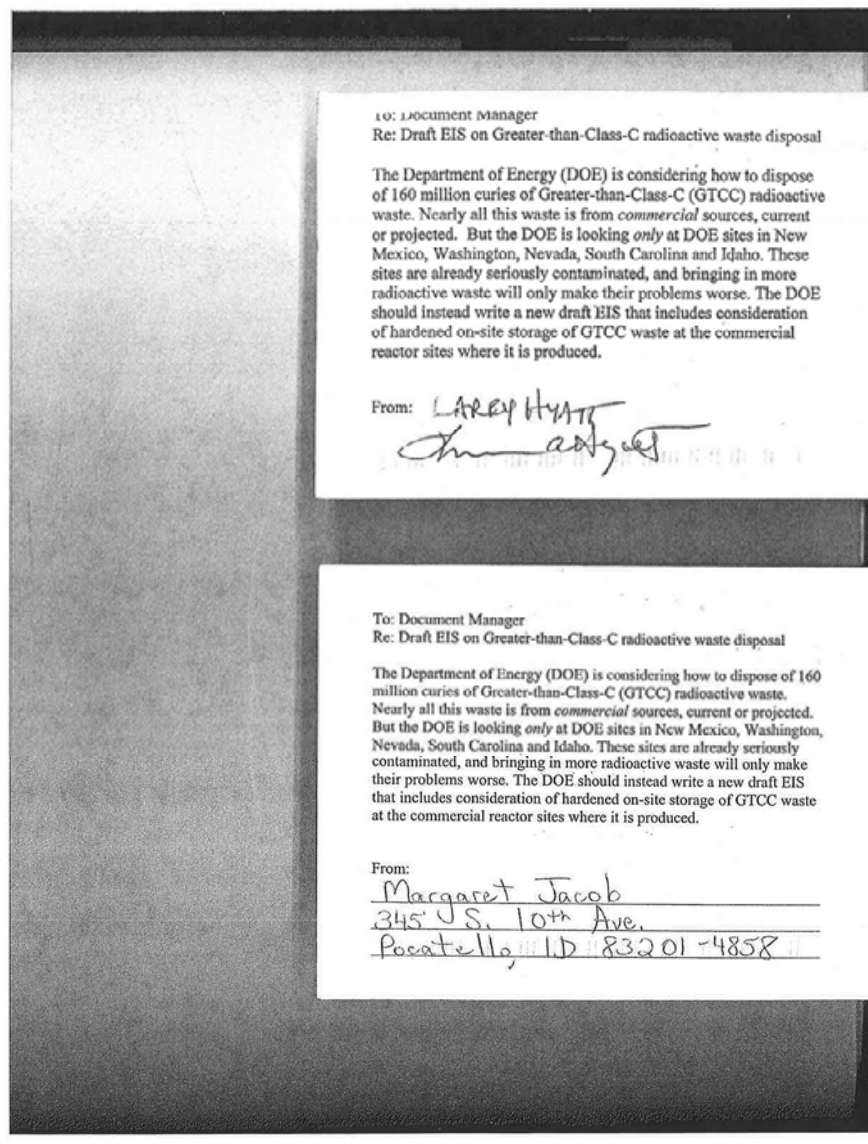 To: Document Manager
Re: Draft EIS on Greater-than-Class-C radioactive waste disposal
The Department of Energy (DOE) is considering how to dispose
of 160 million curies of Greater-than-Class-C (GTCC) radioactive
waste. Nearly all this waste is from commercial sources, current
or projected. But the DOE is looking only at DOE sites in New
Mexico, Washington, Nevada, South Carolina and Idaho. These
sites are already seriously contaminated, and bringing in more
radioactive waste will only make their problems worse. The DOE
should instead write a new draft EIS that includes consideration
of hardened on-site storage of GTCC waste at the commercial
reactor sites where it is produced.
From: LARRY HYATT
To: Document Manager
Re: Draft EIS on Greater-than-Class-C radioactive waste disposal
The Department of Energy (DOE) is considering how to dispose of 160
million curies of Greater-than-Class-C (GTCC) radioactive waste.
Nearly all this waste is from commercial sources, current or projected.
But the DOE is looking only at DOE sites in New Mexico, Washington,
Nevada, South Carolina and Idaho. These sites are already seriously
contaminated, and bringing in more radioactive waste will only make
their problems worse. The DOE should instead write a new draft EIS
that includes consideration of hardened on-site storage of GTCC waste
at the commercial reactor sites where it is produced.
From:
Margaret Jacob
345 S. 10th Ave.
Pocatello, ID 83201-4858